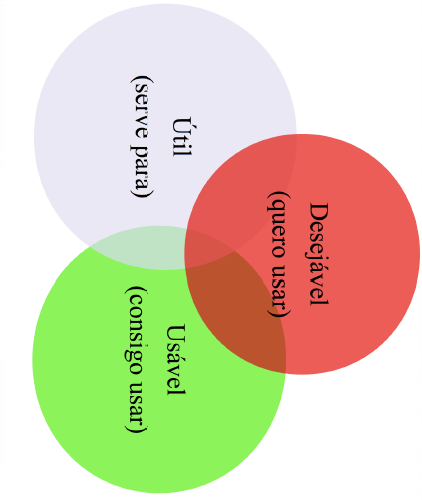 Útil
(serve para)
Desejável
(quero usar)
Usável
(consigo usar)